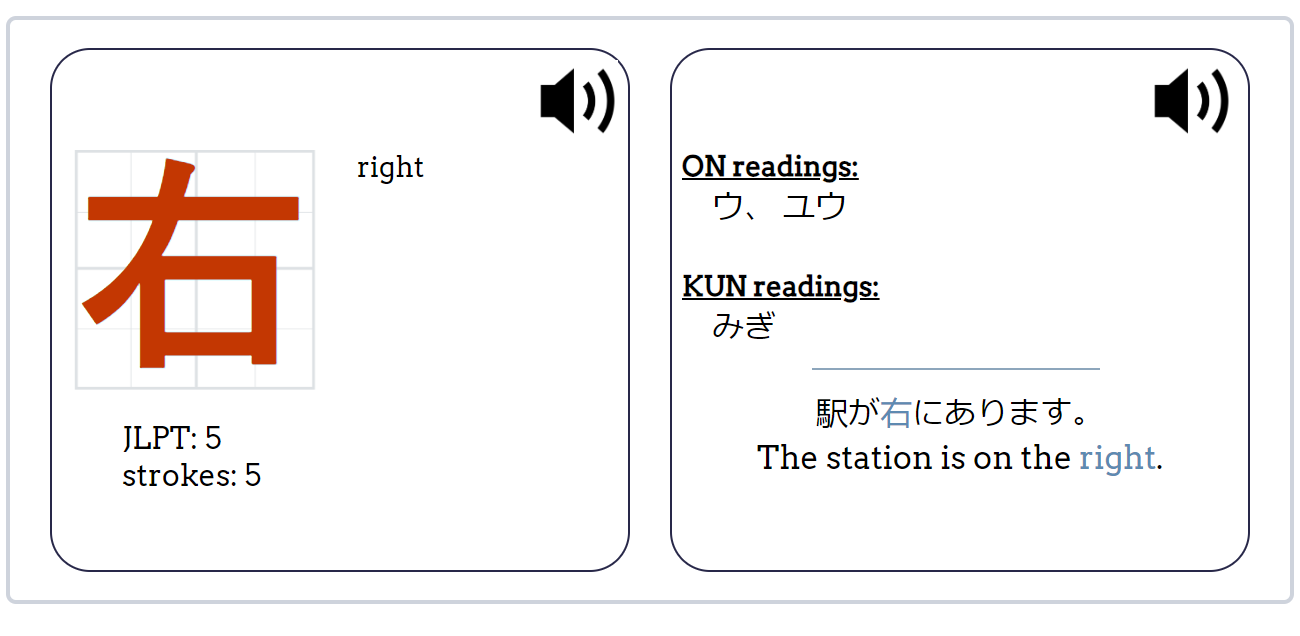 右
right
JLPT: 5
strokes: 5
ON readings:
ウ、 ユウ
KUN readings:
みぎ
駅が右にあります。
The station is on the right.